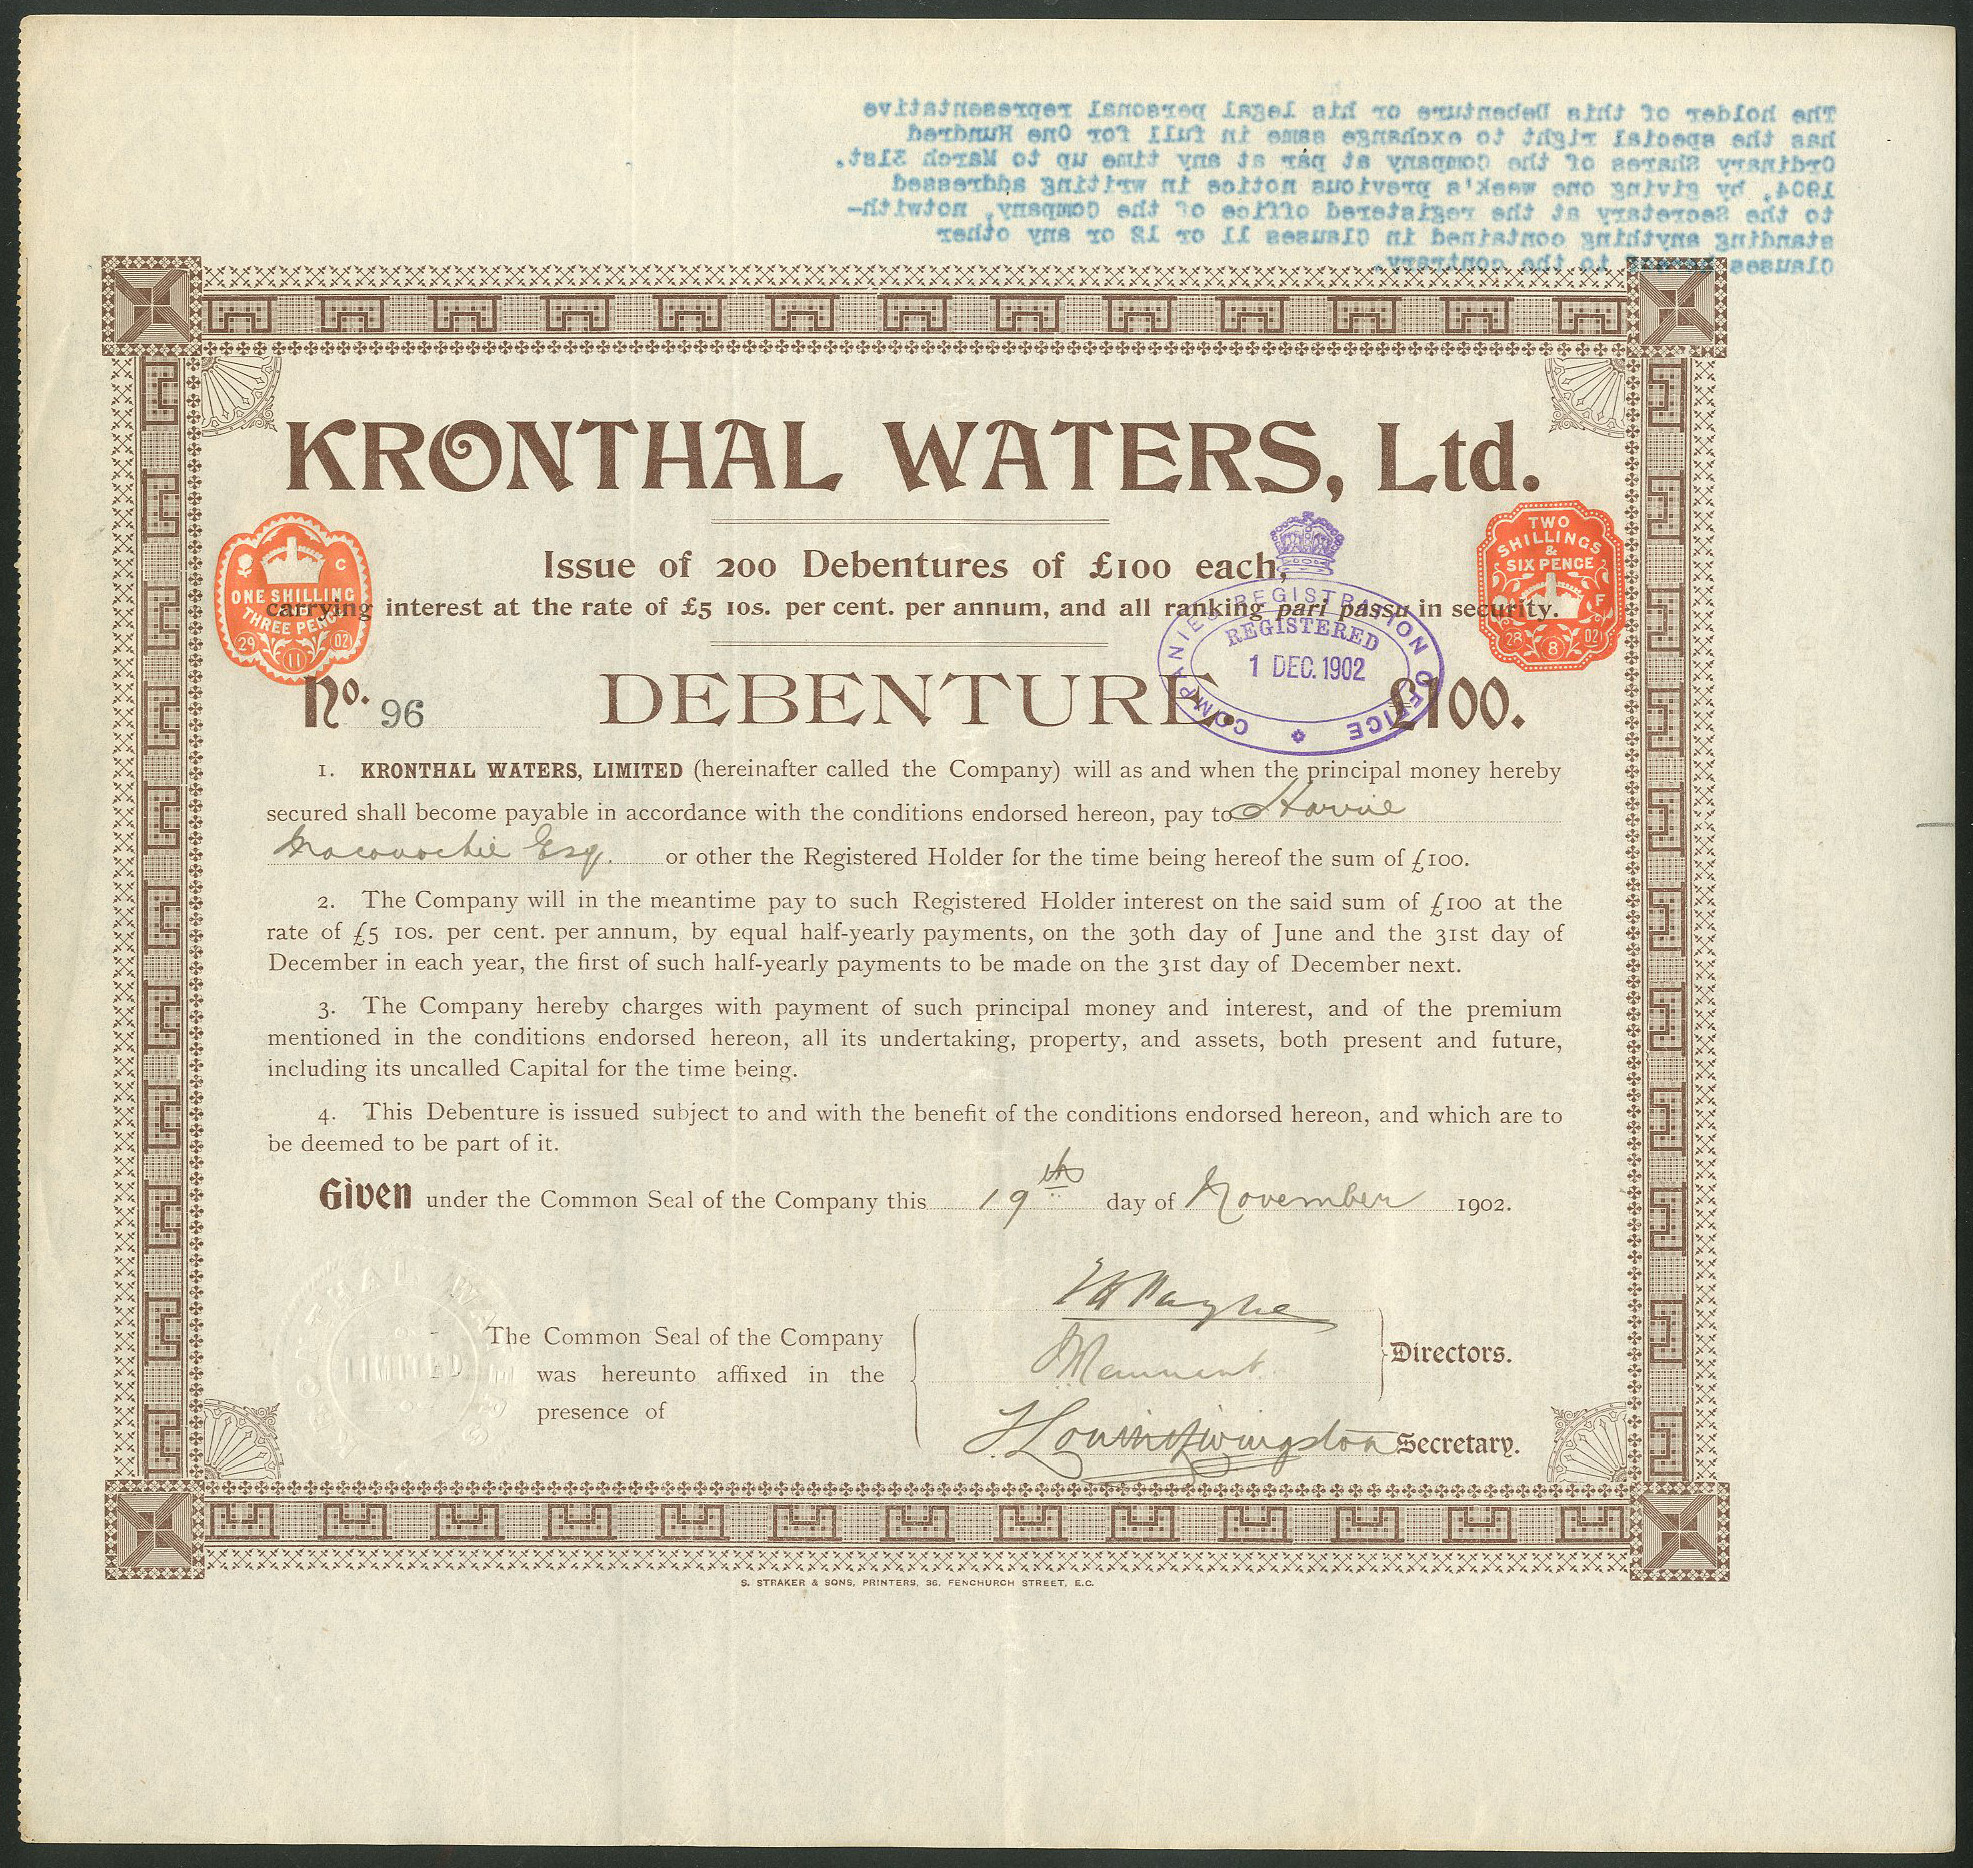 The holder of this Debenture or his legal personal representative
has the special right to exchange same in full for One Hundred
Ordinary Shares of the Company at par at any time up to March 31st.
1904, by giving one week's previous notice in writing addressed
to the Secretary at the registered office of the Company, notwith-
standing anything contained in Clauses 11 or 12 or any other
Clauses to the contrary.
KRONTHAL WATERS, Ltd.
Issue of 200 Debentures of £100 each,
carrying interest at the rate of £5 10s. per cent. per annum, and all ranking pari passu in security.
C
ONE SHILLING
AND
THREE PENCE
29 11 02
TWO
SHILLINGS
&
SIX PENCE
F
28 8 02
COMPANIES REGISTRATION OFFICE
REGISTERED
1 DEC. 1902
No. 96 DEBENTURE. £100.
1. KRONTHAL WATERS, LIMITED (hereinafter called the Company) will as and when the principal money hereby
secured shall become payable in accordance with the conditions endorsed hereon, pay to Harvie
Maconochie Esq. or other the Registered Holder for the time being hereof the sum of £100.
2. The Company will in the meantime pay to such Registered Holder interest on the said sum of £100 at the
rate of £5 10s. per cent. per annum, by equal half-yearly payments, on the 30th day of June and the 31st day of
December in each year, the first of such half-yearly payments to be made on the 31st day of December next.
3. The Company hereby charges with payment of such principal money and interest, and of the premium
mentioned in the conditions endorsed hereon, all its undertaking, property, and assets, both present and future,
including its uncalled Capital for the time being.
4. This Debenture is issued subject to and with the benefit of the conditions endorsed hereon, and which are to
be deemed to be part of it.
Given under the Common Seal of the Company this 19th day of November 1902.
KRONTHAL WATERS
LIMITED
The Common Seal of the Company
was hereunto affixed in the
presence of
Directors.
Secretary.
S. STRAKER & SONS, PRINTERS, 36, FENCHURCH STREET, E.C.